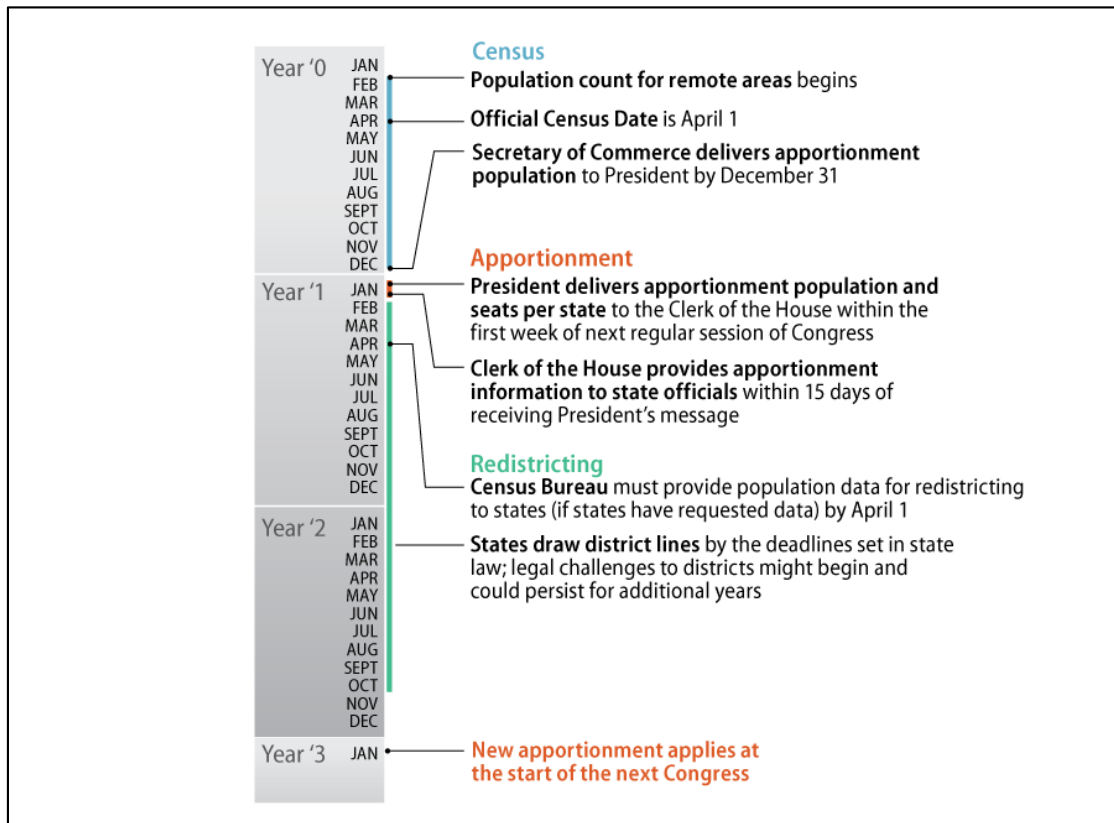 Year ‘0
JAN
FEB
MAR
APR
MAY
JUN
JUL
AUG
SEPT
OCT
NOV
DEC
Census
Population count for remote areas begins
Official Census Date is April 1
Secretary of Commerce delivers apportionment
population to President by December 31
Year ‘1
JAN
FEB
MAR
APR
MAY
JUN
JUL
AUG
SEPT
OCT
NOV
DEC
Apportionment
President delivers apportionment population and
seats per state to the Clerk of the House within the
first week of next regular session of Congress
Clerk of the House provides apportionment
information to state officials within 15 days of
receiving President’s message
Redistricting
Census Bureau must provide population data for redistricting
to states (if states have requested data) by April 1
Year ‘2
JAN
FEB
MAR
APR
MAY
JUN
JUL
AUG
SEPT
OCT
NOV
DEC
States draw district lines by the deadlines set in state
law; legal challenges to districts might begin and
could persist for additional years
Year ‘3
JAN
New apportionment applies at
the start of the next Congress